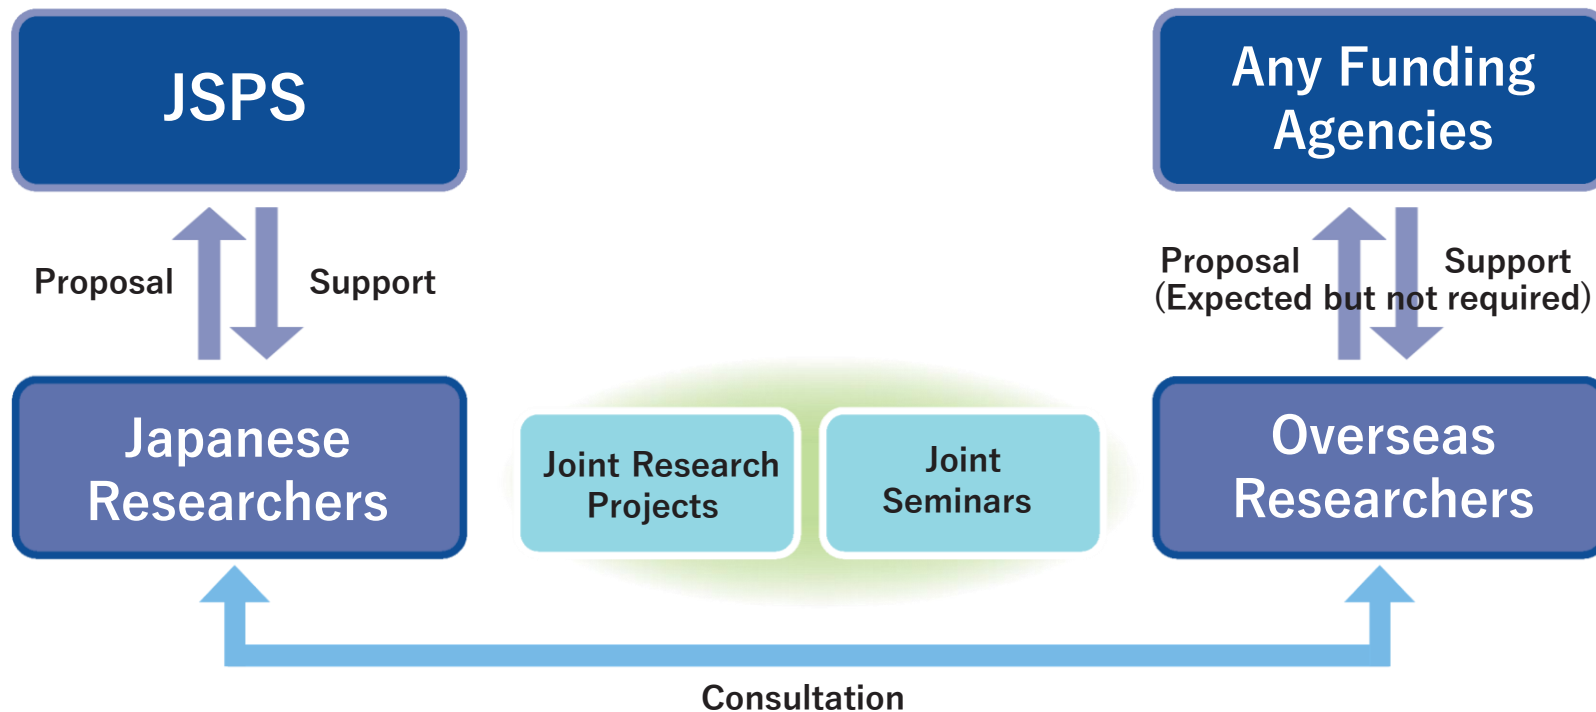 JSPS
Any Funding
Agencies
Proposal
Support
Proposal
Support
(Expected but not required)
Japanese
Researchers
Joint Research
Projects
Joint
Seminars
Overseas
Researchers
Consultation